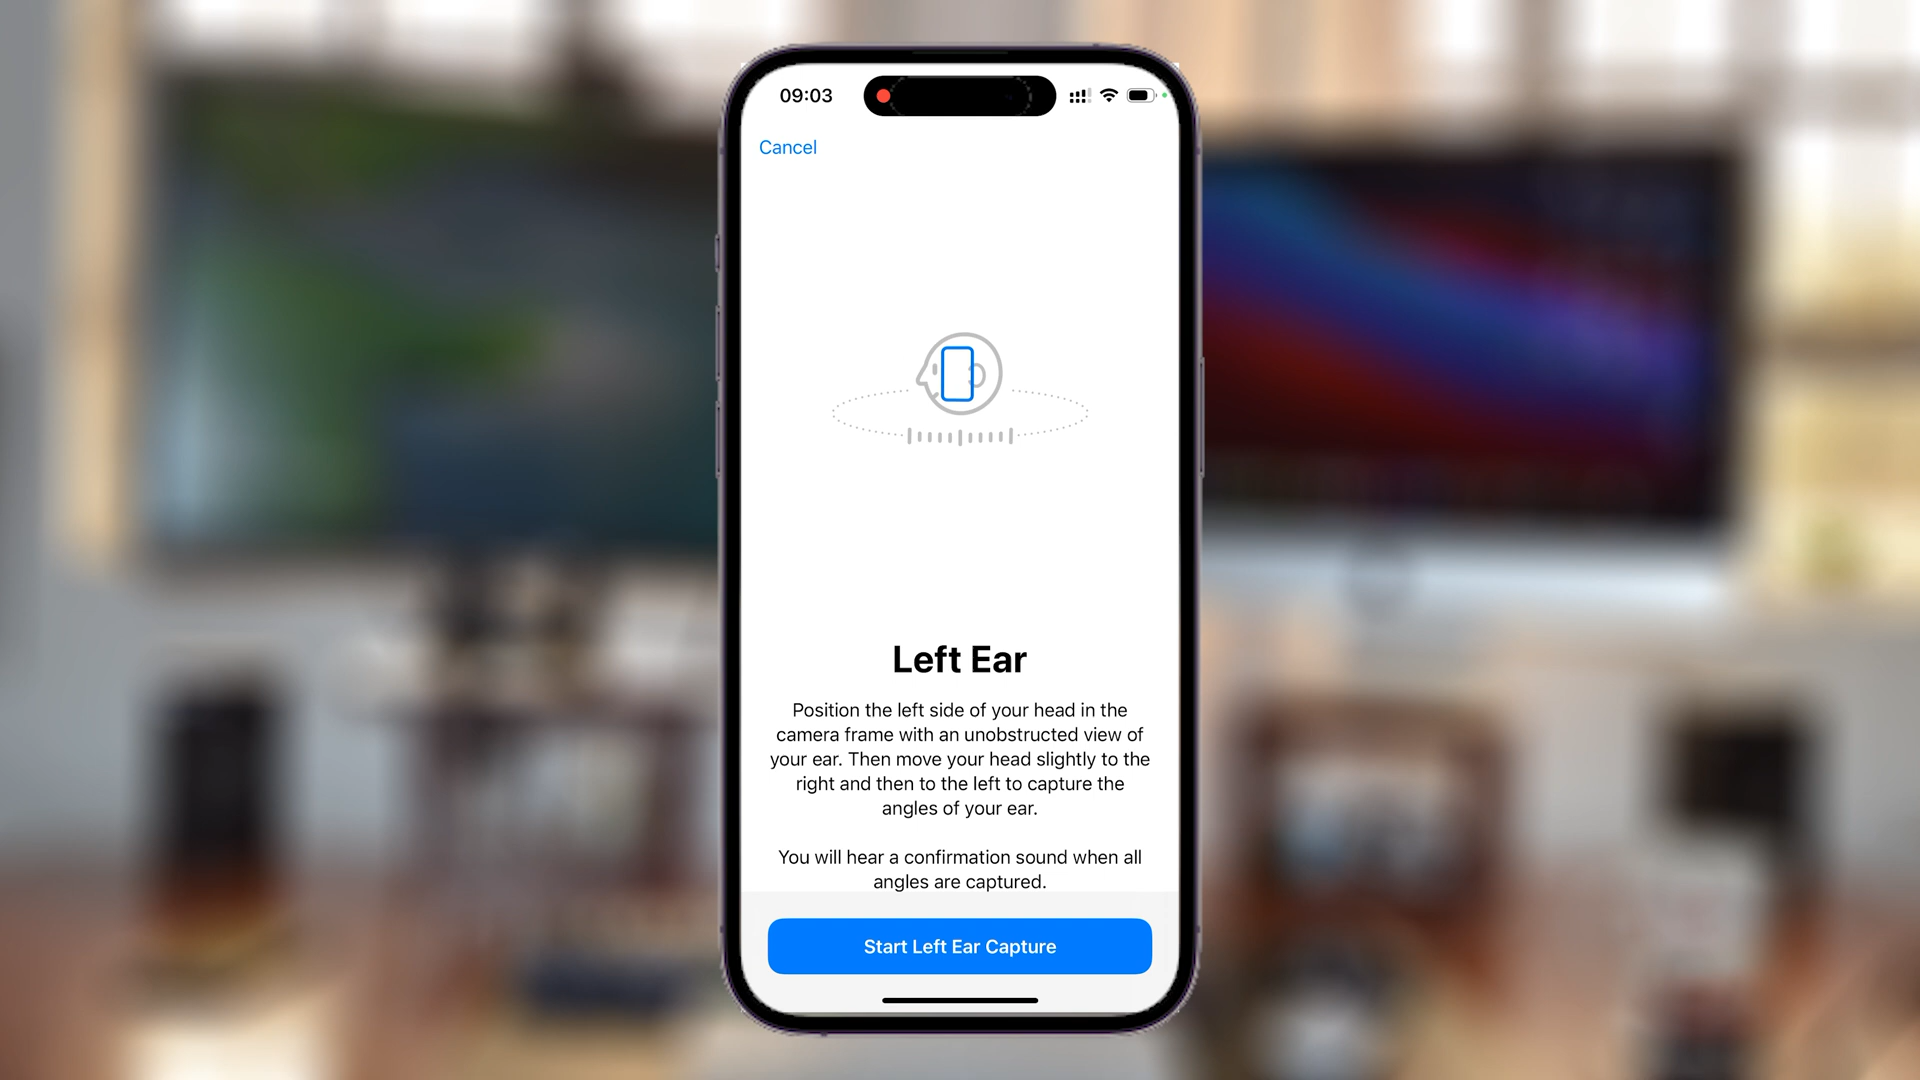 09:03
Cancel
Left Ear
Position the left side of your head in the
camera frame with an unobstructed view of
your ear. Then move your head slightly to the
right and then to the left to capture the
angles of your ear.
You will hear a confirmation sound when all
angles are captured.
Start Left Ear Capture